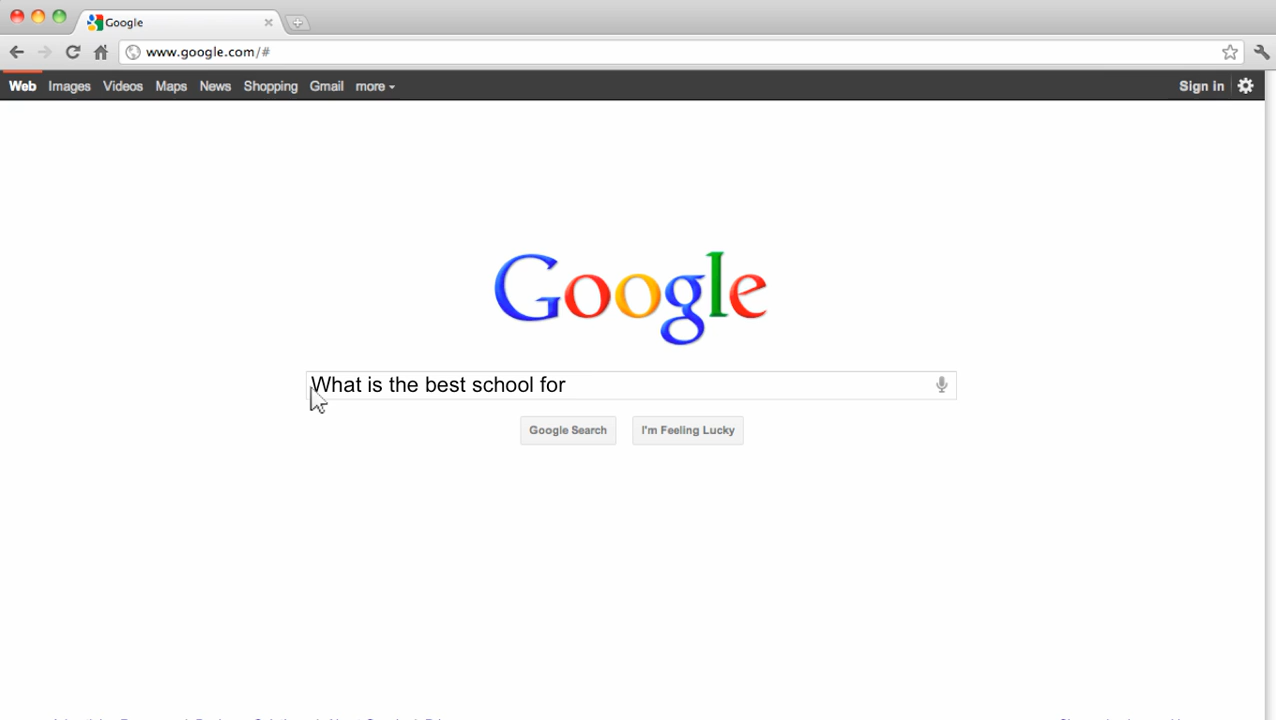 Google
www.google.com/#
Web Images Videos Maps News Shopping Gmail more Sign in
Google
What is the best school for
Google Search I'm Feeling Lucky